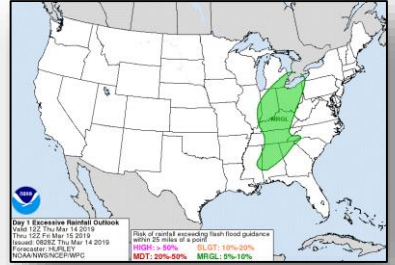 MRGL
NOAA
Day 1 Excessive Rainfall Outlook
Valid 12Z Thu Mar 14 2019
Thru 12Z Fri Mar 15 2019
Issued: 0828Z Thu Mar 14 2019
Forecaster: HURLEY
NOAA/NWS/NCEP/WPC
Risk of rainfall exceeding flash flood guidance
within 25 miles of a point
HIGH: > 50% SLGT: 10%-20%
MDT: 20%-50% MRGL: 5%-10%